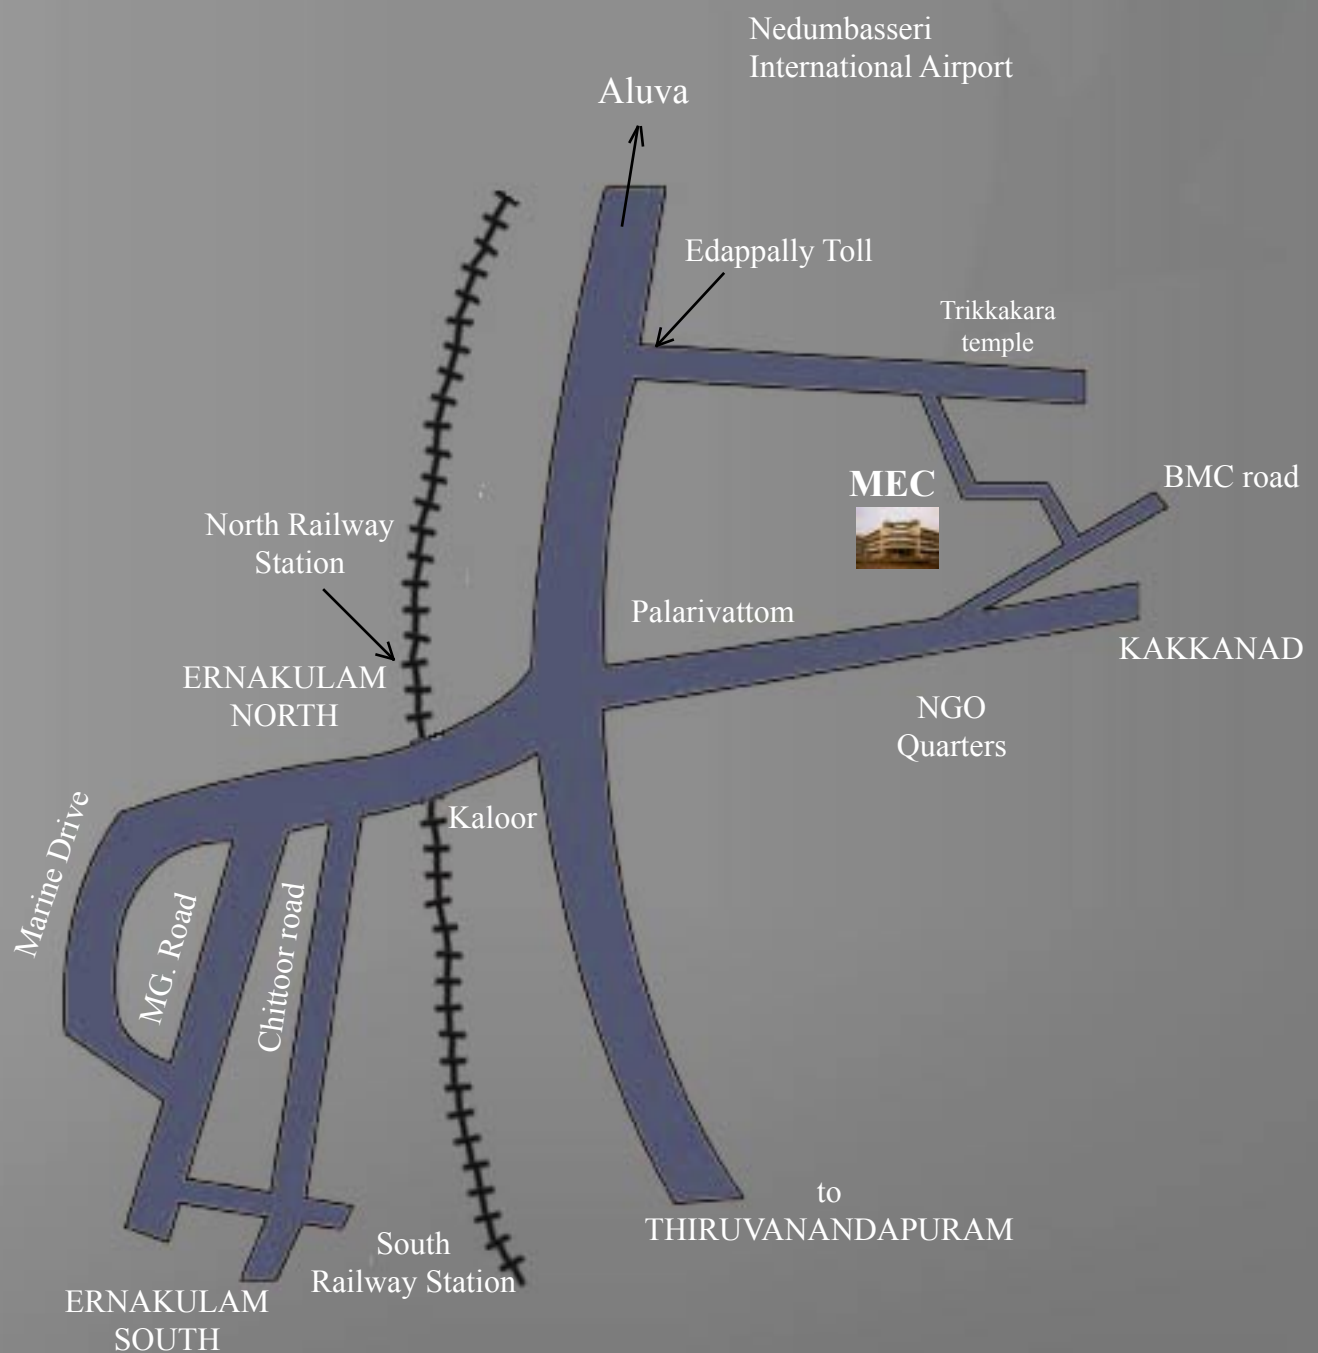 Nedumbasseri
International Airport
Aluva
Edappally Toll
Trikkakara
temple
MEC
BMC road
North Railway
Station
Palarivattom
KAKKANAD
ERNAKULAM
NORTH
NGO
Quarters
Kaloor
Marine Drive
MG. Road
Chittoor road
to
THIRUVANANDAPURAM
South
Railway Station
ERNAKULAM
SOUTH